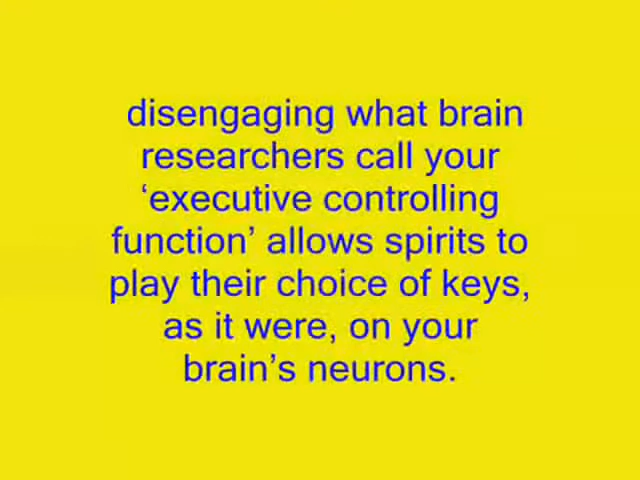 disengaging what brain
researchers call your
‘executive controlling
function’ allows spirits to
play their choice of keys,
as it were, on your
brain’s neurons.